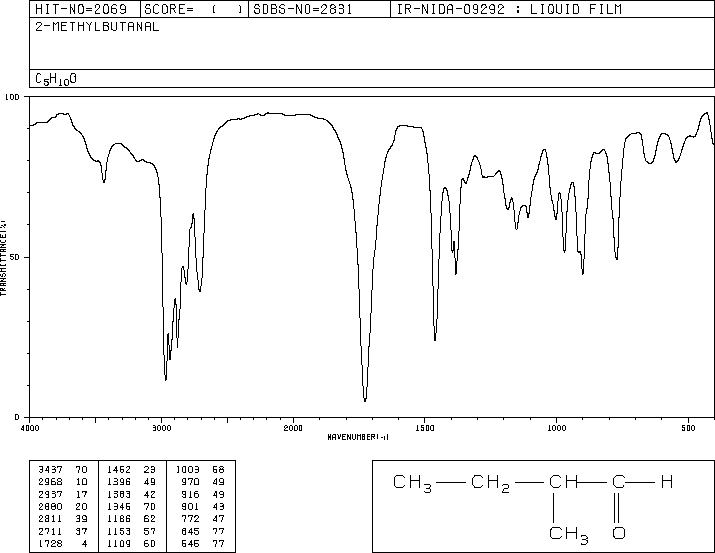 HIT-NO=2069 SCORE= ( ) SDBS-NO=2831 IR-NIDA-09292 : LIQUID FILM
2-METHYLBUTANAL
C5H10O
100
50
0
TRANSMITTANCE(%)
4000 3000 2000 1500 1000 500
WAVENUMBER(-1)
3437 70 1462 23 1003 58
2968 10 1396 49 970 49
2937 17 1383 42 916 49
2880 20 1346 70 901 43
2811 39 1186 62 772 47
2711 37 1153 57 645 77
1728 4 1109 60 546 77
CH3 CH2 CH C H
CH3 O